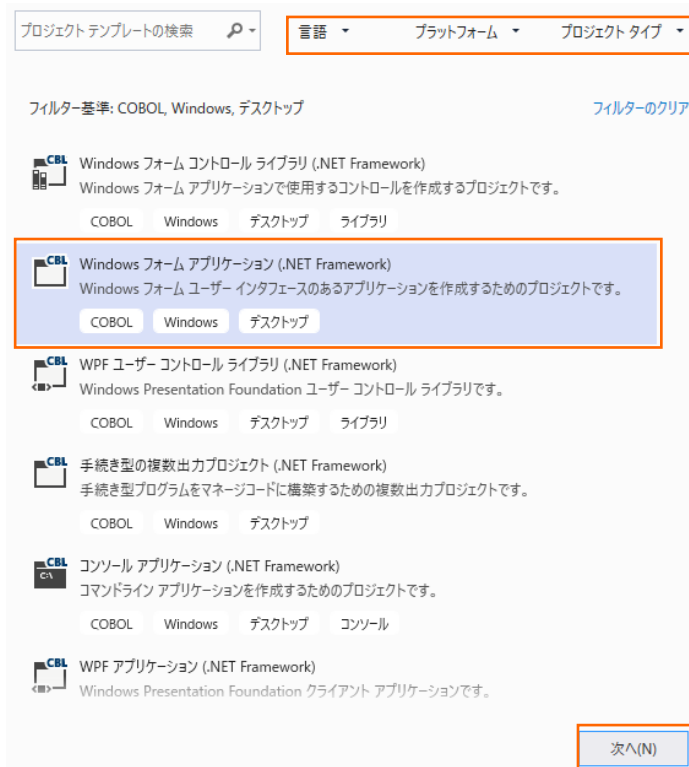 プロジェクト テンプレートの検索
言語 プラットフォーム プロジェクト タイプ
フィルター基準: COBOL, Windows, デスクトップ フィルターのクリア
CBL Windows フォーム コントロール ライブラリ (.NET Framework)
Windows フォーム アプリケーションで使用するコントロールを作成するプロジェクトです。
COBOL Windows デスクトップ ライブラリ
CBL Windows フォーム アプリケーション (.NET Framework)
Windows フォーム ユーザー インタフェースのあるアプリケーションを作成するためのプロジェクトです。
COBOL Windows デスクトップ
CBL WPF ユーザー コントロール ライブラリ (.NET Framework)
Windows Presentation Foundation ユーザー コントロール ライブラリです。
COBOL Windows デスクトップ ライブラリ
CBL 手続き型の複数出力プロジェクト (.NET Framework)
手続き型プログラムをマネージコードに構築するための複数出力プロジェクトです。
COBOL Windows デスクトップ
CBL コンソール アプリケーション (.NET Framework)
C:\ コマンドライン アプリケーションを作成するためのプロジェクトです。
COBOL Windows デスクトップ コンソール
CBL WPF アプリケーション (.NET Framework)
Windows Presentation Foundation クライアント アプリケーションです。
次へ(N)